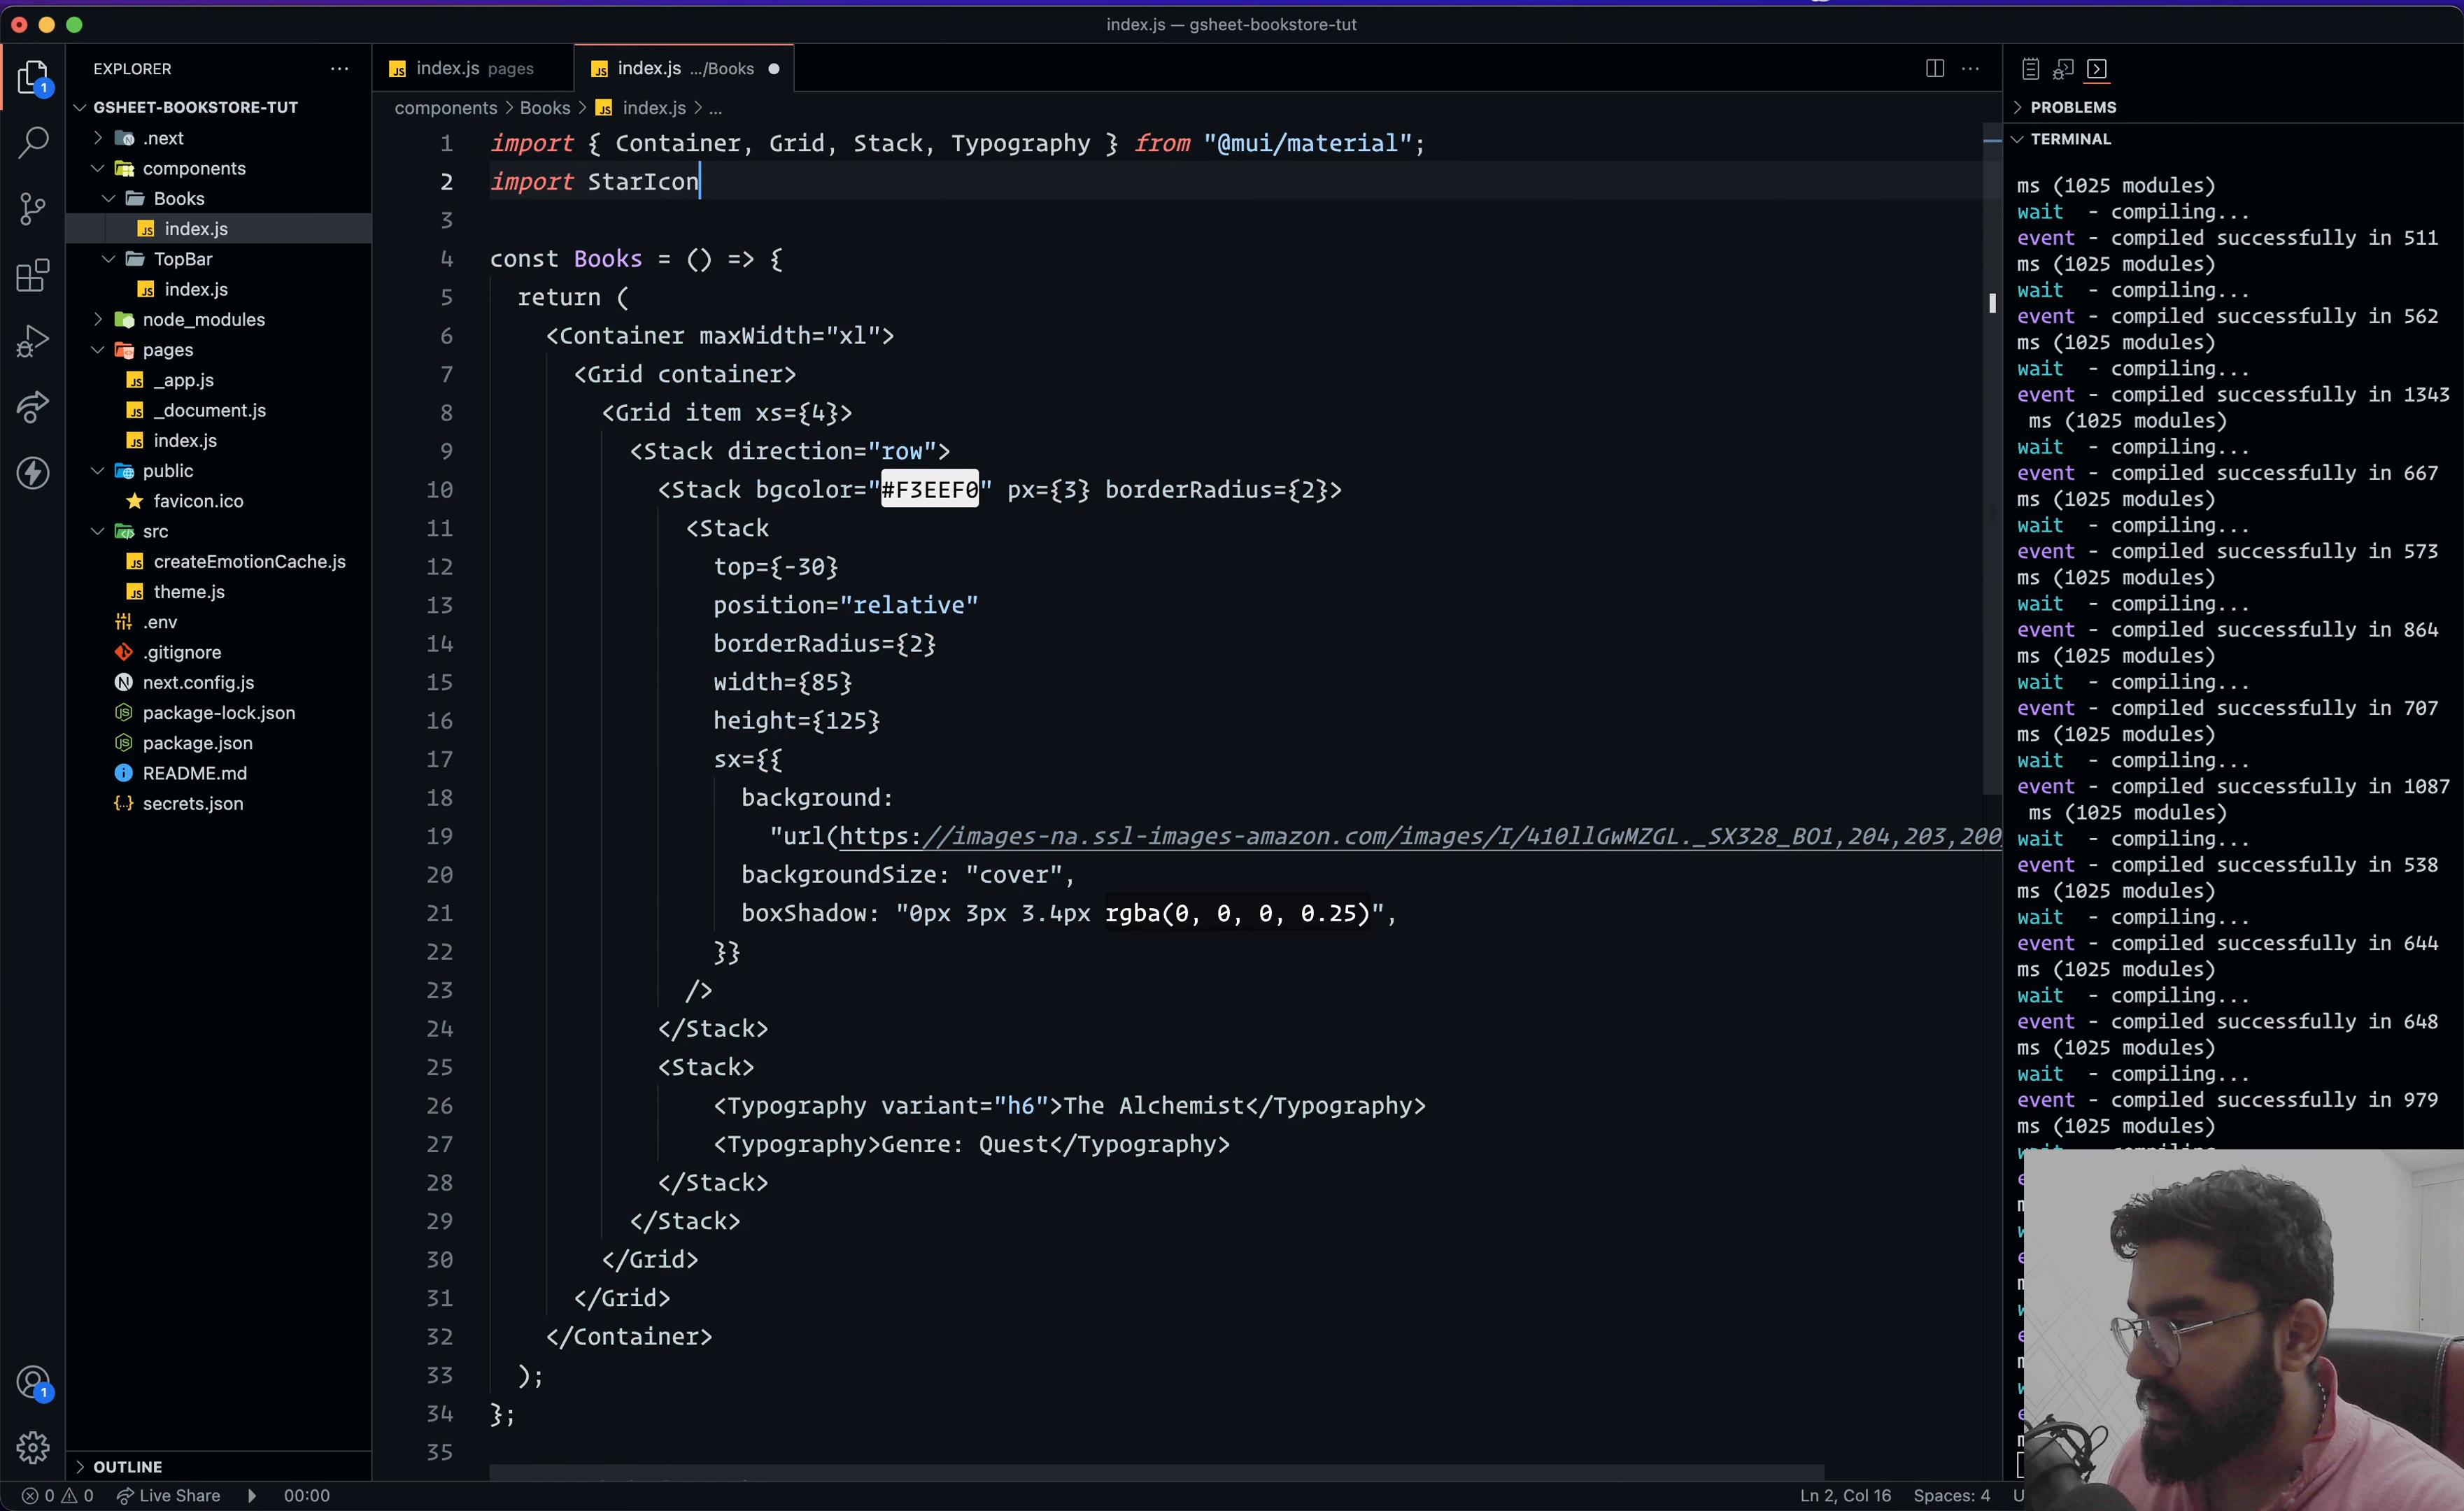 index.js — gsheet-bookstore-tut
EXPLORER
index.js pages
index.js .../Books
GSHEET-BOOKSTORE-TUT
.next
components
Books
index.js
TopBar
index.js
node_modules
pages
_app.js
_document.js
index.js
public
favicon.ico
src
createEmotionCache.js
theme.js
.env
.gitignore
next.config.js
package-lock.json
package.json
README.md
secrets.json
OUTLINE
components > Books > index.js > ...
1 import { Container, Grid, Stack, Typography } from "@mui/material";
2 import StarIcon
3
4 const Books = () => {
5 return (
6 <Container maxWidth="xl">
7 <Grid container>
8 <Grid item xs={4}>
9 <Stack direction="row">
10 <Stack bgcolor="#F3EEF0" px={3} borderRadius={2}>
11 <Stack
12 top={-30}
13 position="relative"
14 borderRadius={2}
15 width={85}
16 height={125}
17 sx={{
18 background:
19 "url(https://images-na.ssl-images-amazon.com/images/I/410llGwMZGL._SX328_BO1,204,203,200
20 backgroundSize: "cover",
21 boxShadow: "0px 3px 3.4px rgba(0, 0, 0, 0.25)",
22 }}
23 />
24 </Stack>
25 <Stack>
26 <Typography variant="h6">The Alchemist</Typography>
27 <Typography>Genre: Quest</Typography>
28 </Stack>
29 </Stack>
30 </Grid>
31 </Grid>
32 </Container>
33 );
34 };
35
PROBLEMS
TERMINAL
ms (1025 modules)
wait - compiling...
event - compiled successfully in 511
ms (1025 modules)
wait - compiling...
event - compiled successfully in 562
ms (1025 modules)
wait - compiling...
event - compiled successfully in 1343
ms (1025 modules)
wait - compiling...
event - compiled successfully in 667
ms (1025 modules)
wait - compiling...
event - compiled successfully in 573
ms (1025 modules)
wait - compiling...
event - compiled successfully in 864
ms (1025 modules)
wait - compiling...
event - compiled successfully in 707
ms (1025 modules)
wait - compiling...
event - compiled successfully in 1087
ms (1025 modules)
wait - compiling...
event - compiled successfully in 538
ms (1025 modules)
wait - compiling...
event - compiled successfully in 644
ms (1025 modules)
wait - compiling...
event - compiled successfully in 648
ms (1025 modules)
wait - compiling...
event - compiled successfully in 979
ms (1025 modules)
0 0 Live Share 00:00
Ln 2, Col 16 Spaces: 4